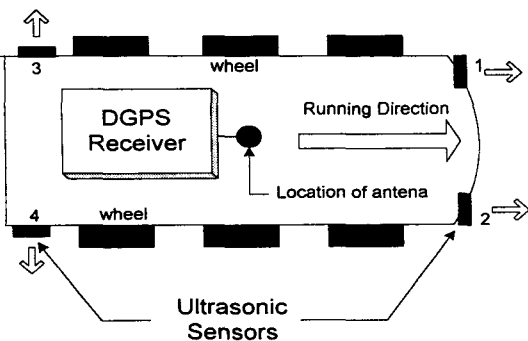 3
wheel
1
DGPS
Receiver
Running Direction
Location of antena
4
wheel
2
Ultrasonic
Sensors